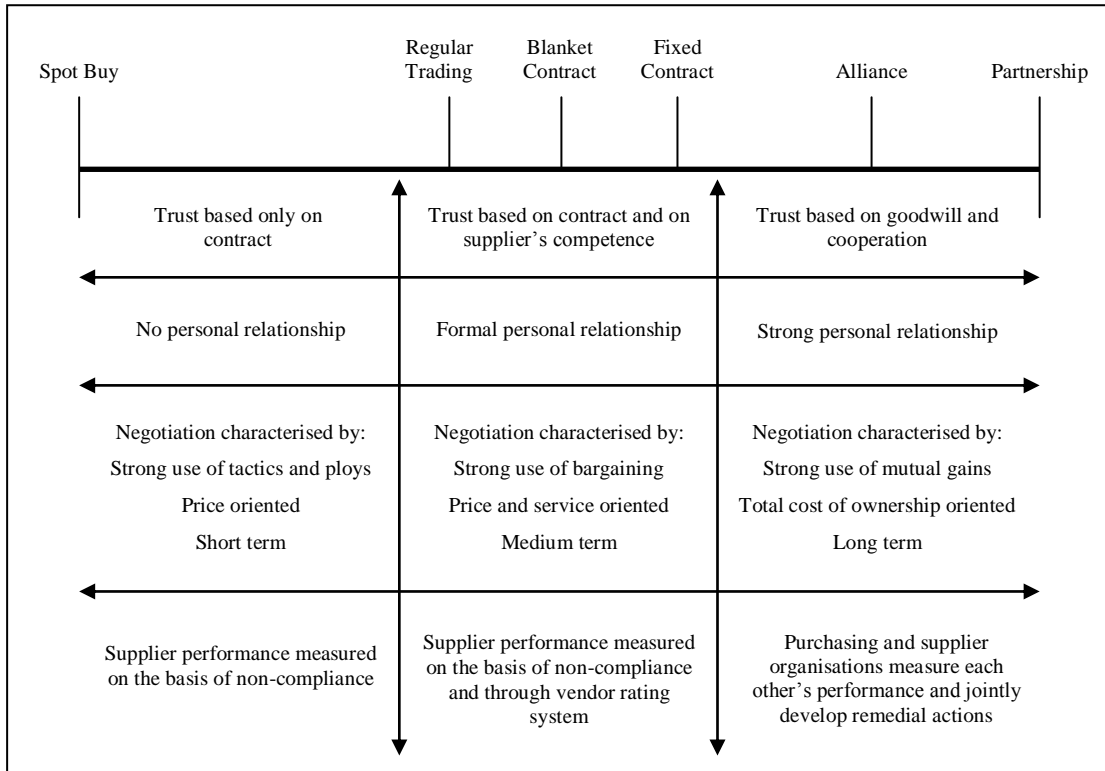 Spot Buy
Regular
Trading
Blanket
Contract
Fixed
Contract
Alliance
Partnership
Trust based only on
contract
Trust based on contract and on
supplier's competence
Trust based on goodwill and
cooperation
No personal relationship
Formal personal relationship
Strong personal relationship
Negotiation characterised by:
Strong use of tactics and ploys
Price oriented
Short term
Negotiation characterised by:
Strong use of bargaining
Price and service oriented
Medium term
Negotiation characterised by:
Strong use of mutual gains
Total cost of ownership oriented
Long term
Supplier performance measured
on the basis of non-compliance
Supplier performance measured
on the basis of non-compliance
and through vendor rating
system
Purchasing and supplier
organisations measure each
other's performance and jointly
develop remedial actions